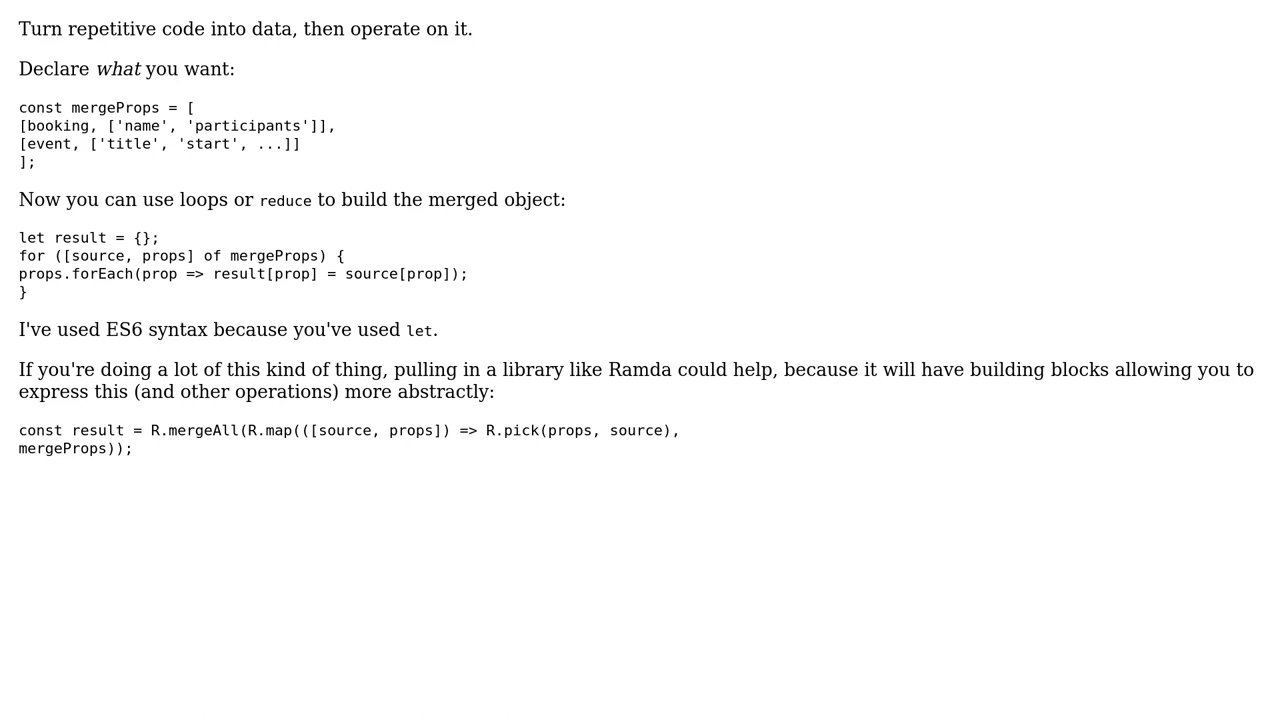 Turn repetitive code into data, then operate on it.
Declare what you want:
const mergeProps = [
[booking, ['name', 'participants']],
[event, ['title', 'start', ...]]
];
Now you can use loops or reduce to build the merged object:
let result = {};
for ([source, props] of mergeProps) {
props.forEach(prop => result[prop] = source[prop]);
}
I've used ES6 syntax because you've used let.
If you're doing a lot of this kind of thing, pulling in a library like Ramda could help, because it will have building blocks allowing you to
express this (and other operations) more abstractly:
const result = R.mergeAll(R.map(([source, props]) => R.pick(props, source),
mergeProps));